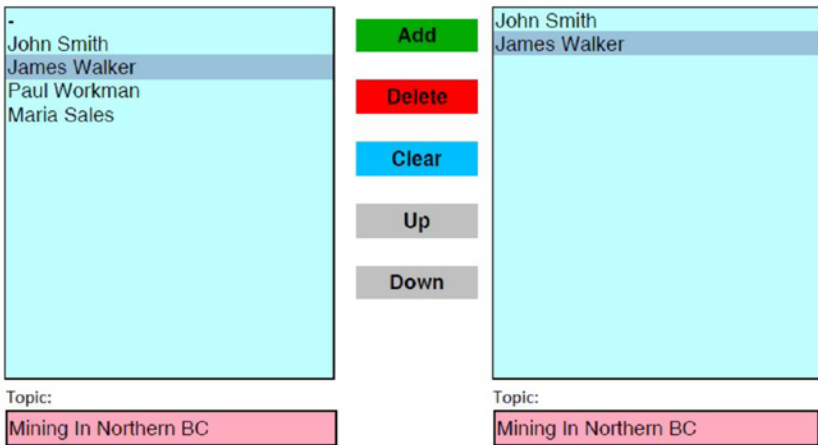 -
John Smith
James Walker
Paul Workman
Maria Sales
Add
Delete
Clear
Up
Down
John Smith
James Walker
Topic:
Mining In Northern BC
Topic:
Mining In Northern BC